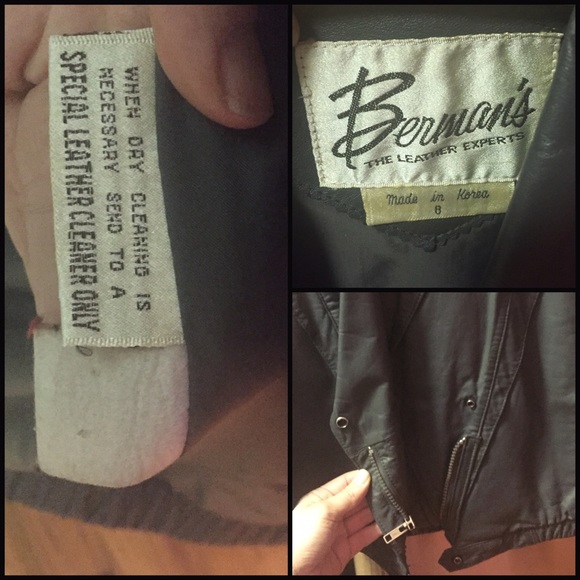 WHEN DRY CLEANING IS
NECESSARY SEND TO A
SPECIAL LEATHER CLEANER ONLY
Berman's
THE LEATHER EXPERTS
Made in Korea
8